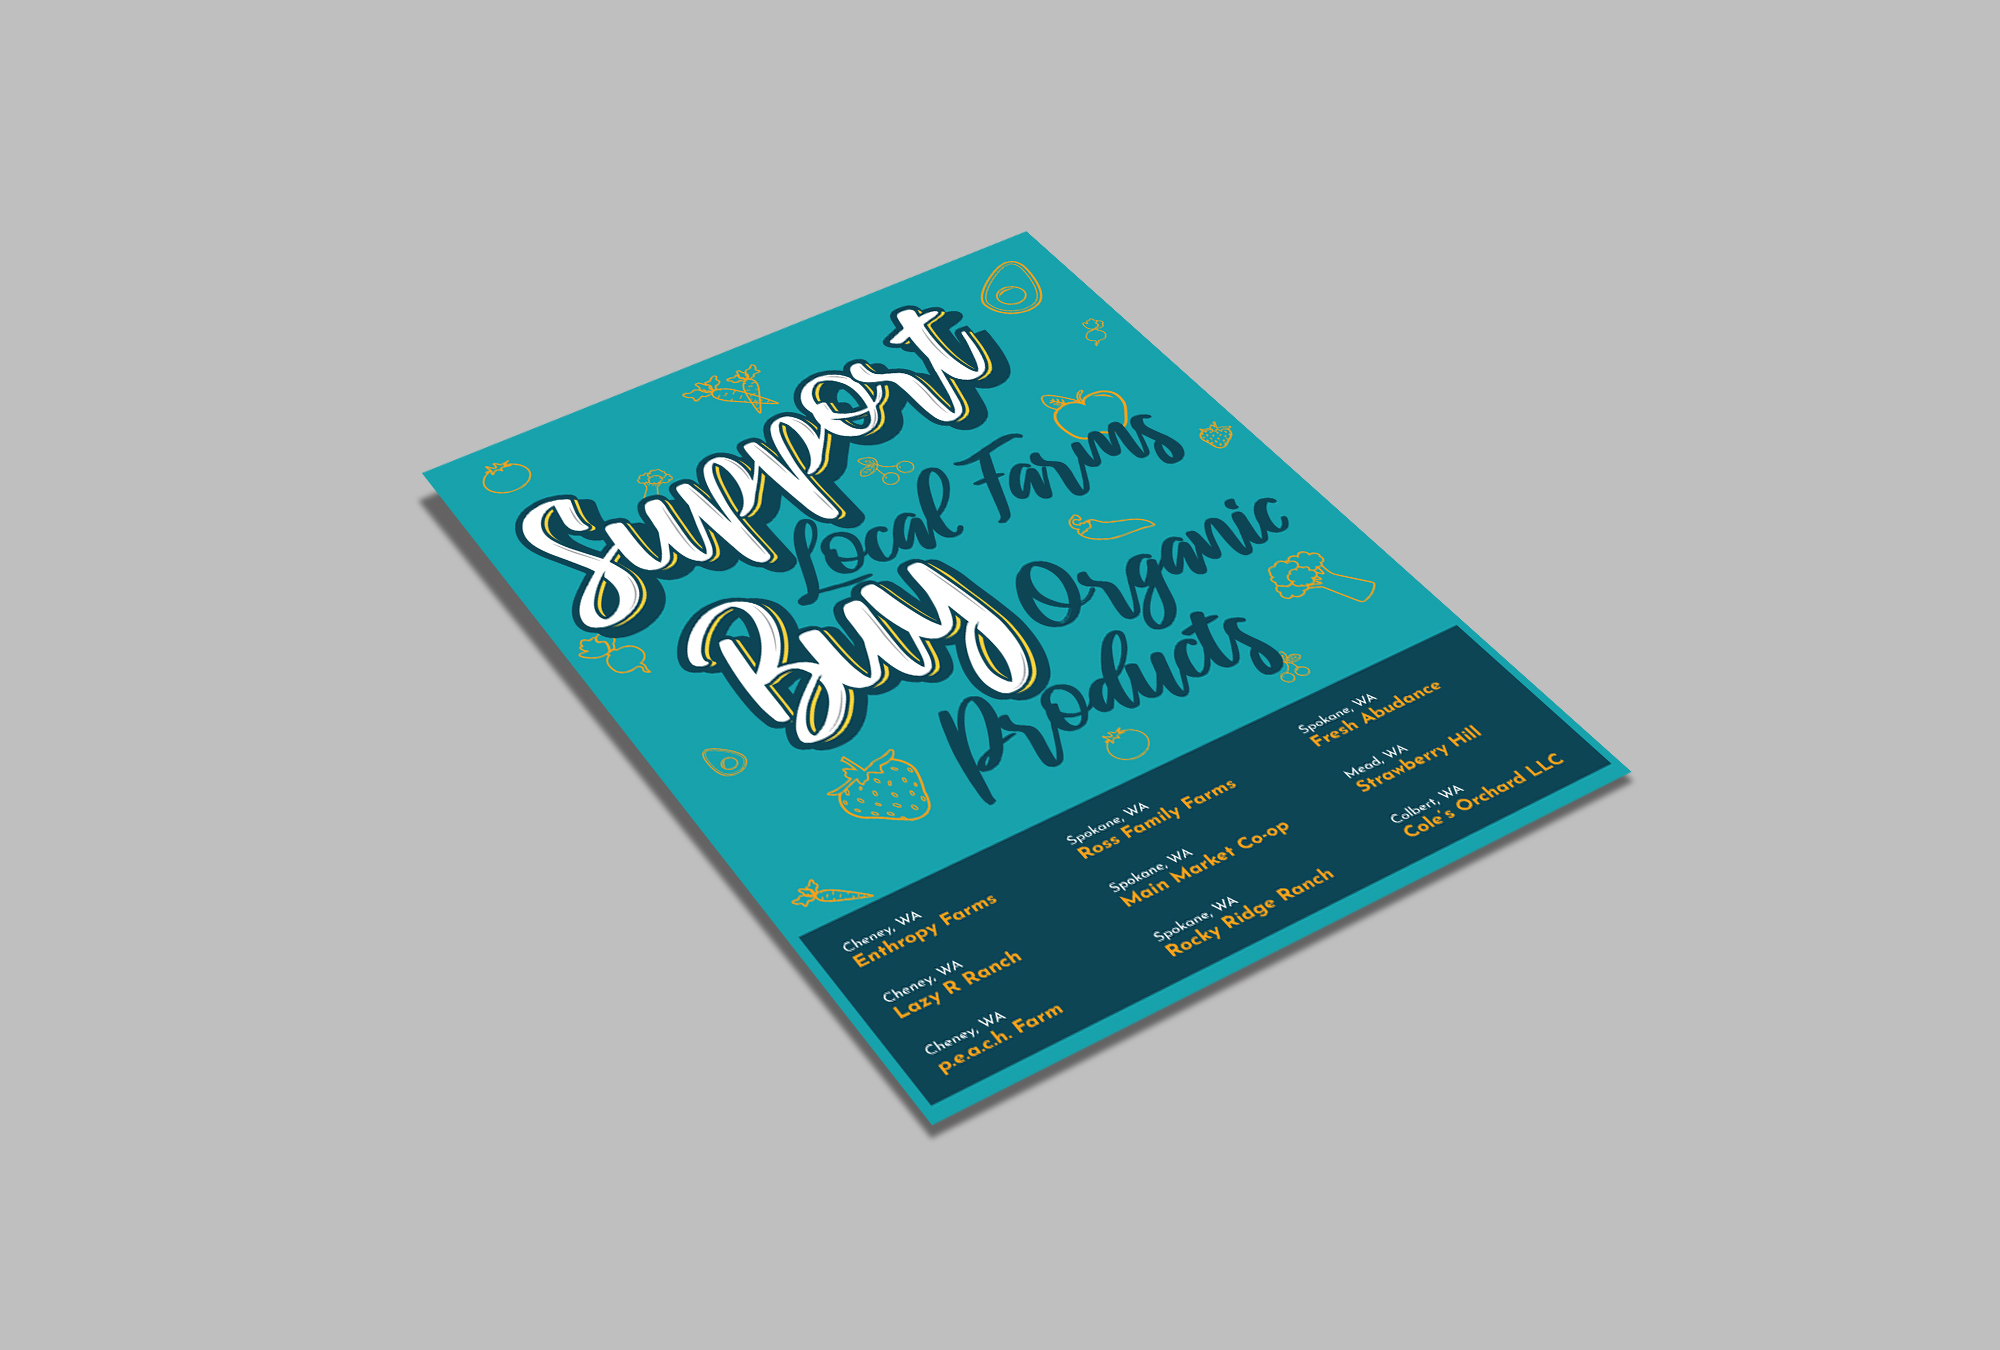 Support
Local Farms
Buy Organic
Products
Cheney, WA
Enthropy Farms
Cheney, WA
Lazy R Ranch
Cheney, WA
p.e.a.c.h. Farm
Spokane, WA
Ross Family Farms
Spokane, WA
Main Market Co-op
Spokane, WA
Rocky Ridge Ranch
Spokane, WA
Fresh Abudance
Mead, WA
Strawberry Hill
Colbert, WA
Cole's Orchard LLC